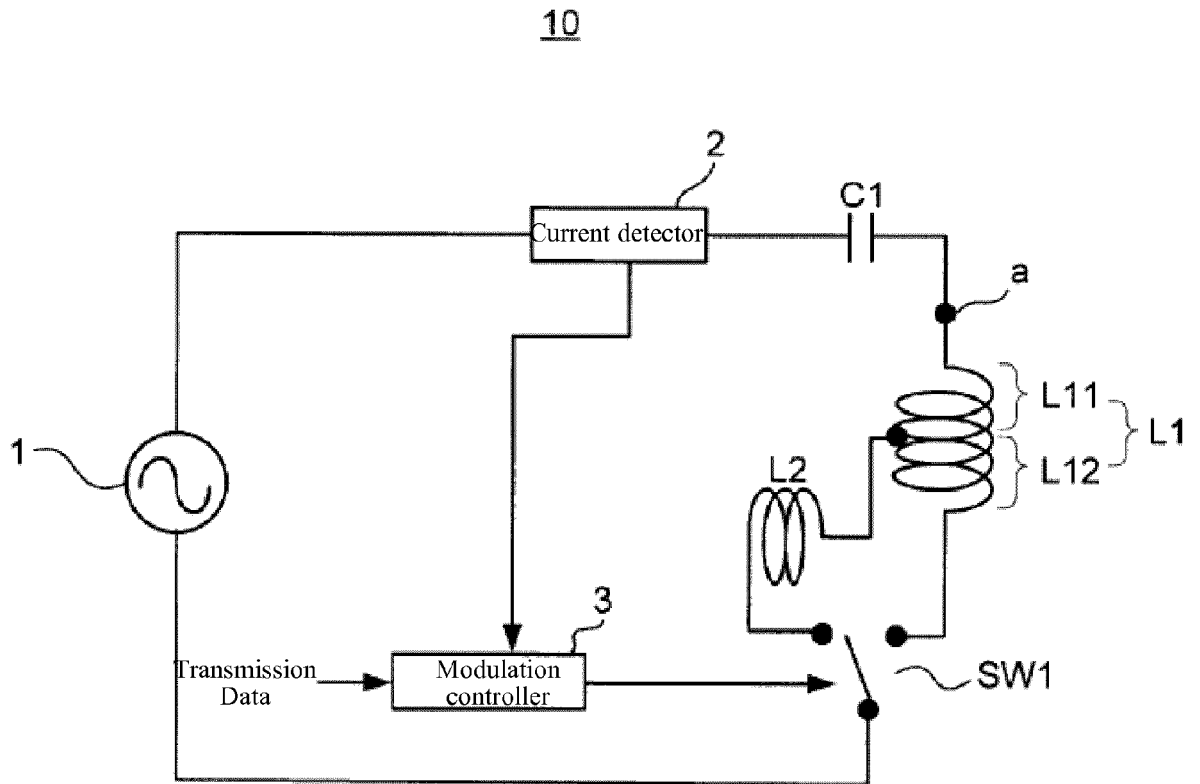 10
2
C1
Current detector
a
L11
L1
L12
1
L2
3
Transmission
Data
Modulation
controller
SW1